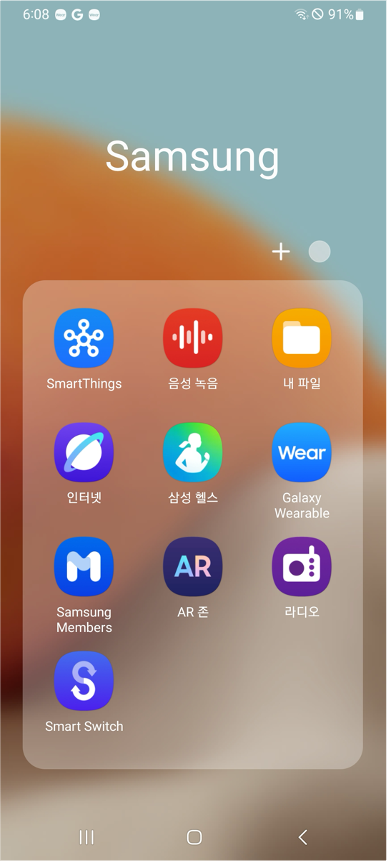 6:08
91%
Samsung
SmartThings
음성 녹음
내 파일
인터넷
삼성 헬스
Wear
Galaxy
Wearable
Samsung
Members
AR
AR 존
라디오
Smart Switch